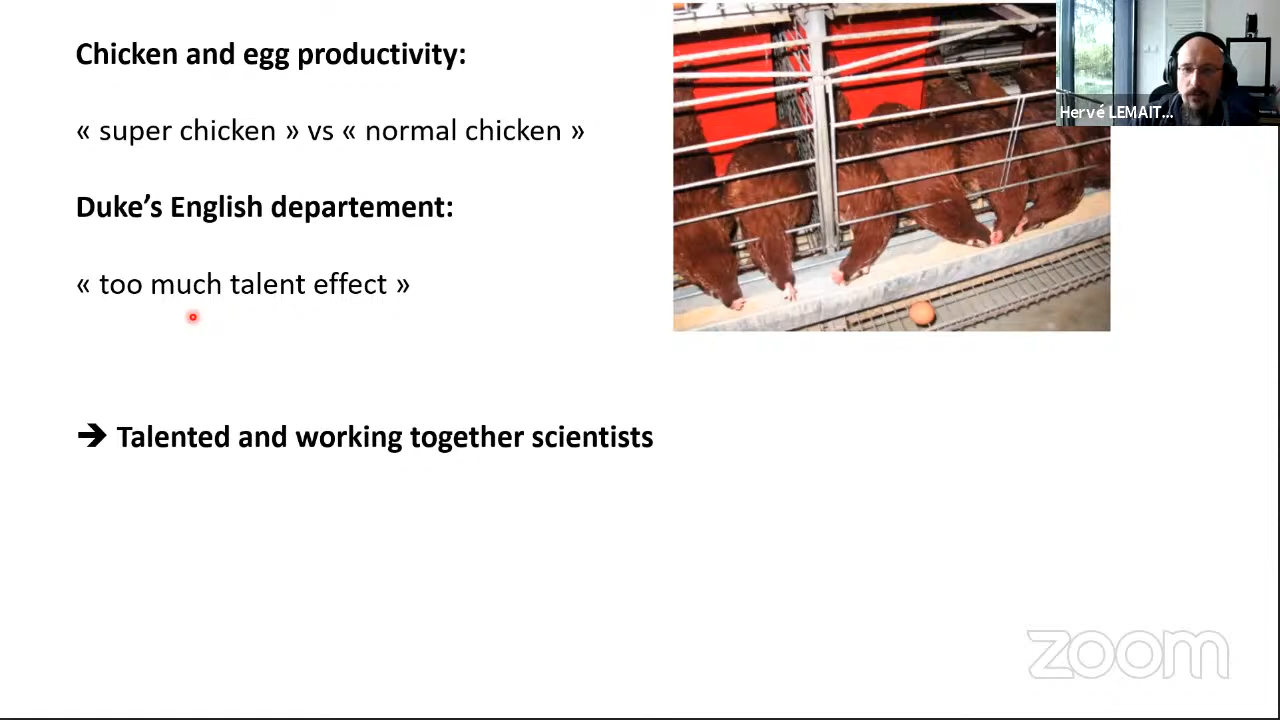 Chicken and egg productivity:
« super chicken » vs « normal chicken »
Duke’s English departement:
« too much talent effect »
➔ Talented and working together scientists
Hervé LEMAIT...
zoom